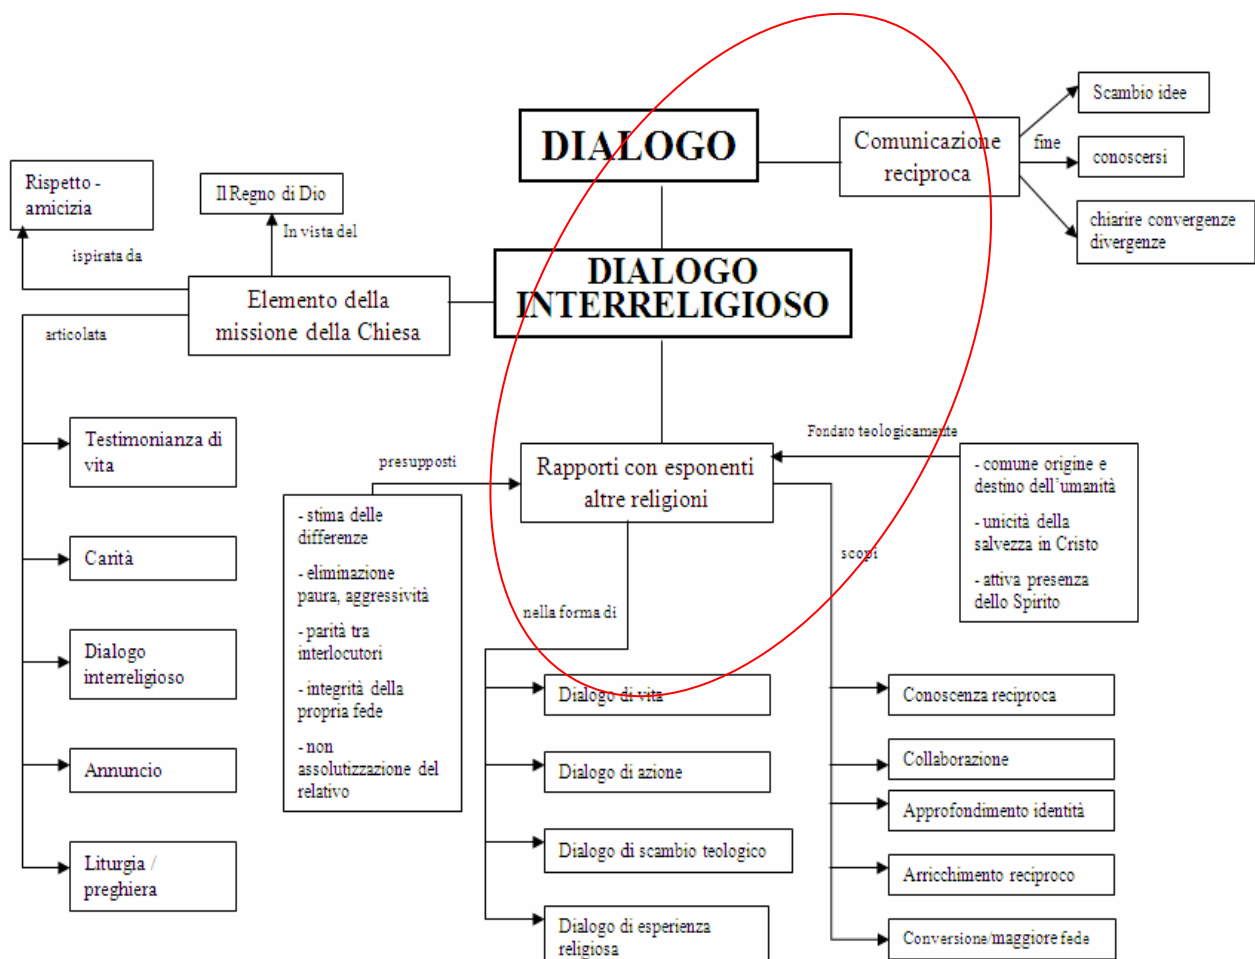 DIALOGO
Comunicazione
reciproca
fine
Scambio idee
conoscersi
chiarire convergenze
divergenze
Rispetto -
amicizia
Il Regno di Dio
In vista del
ispirata da
DIALOGO
INTERRELIGIOSO
Elemento della
missione della Chiesa
articolata
Testimonianza di
vita
Carità
Dialogo
interreligioso
Annuncio
Liturgia /
preghiera
presupposti
- stima delle
differenze
- eliminazione
paura, aggressività
- parità tra
interlocutori
- integrità della
propria fede
- non
assolutizzazione del
relativo
Rapporti con esponenti
altre religioni
Fondato teologicamente
- comune origine e
destino dell'umanità
- unicità della
salvezza in Cristo
- attiva presenza
dello Spirito
nella forma di
Dialogo di vita
Dialogo di azione
Dialogo di scambio teologico
Dialogo di esperienza
religiosa
scopi
Conoscenza reciproca
Collaborazione
Approfondimento identità
Arricchimento reciproco
Conversione/maggiore fede